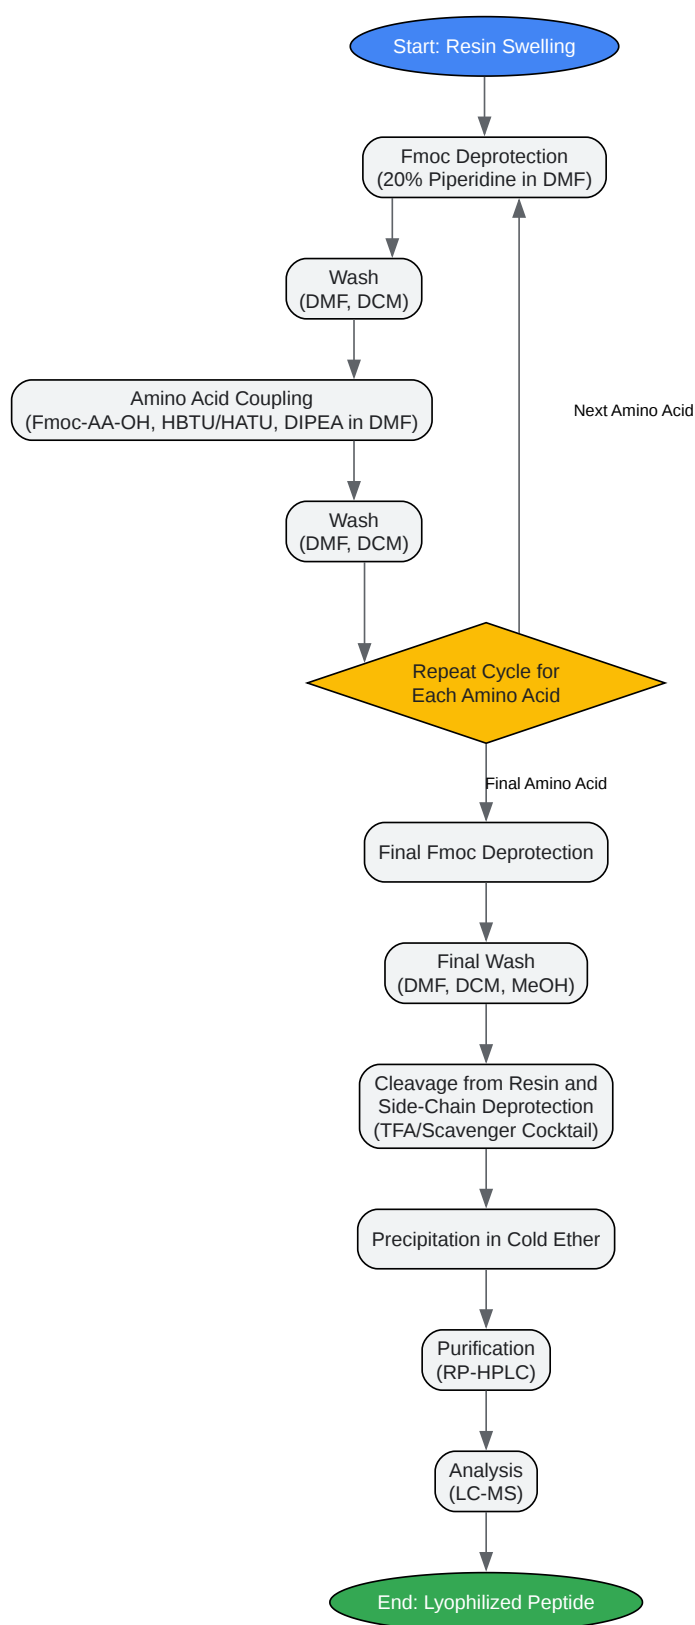 Start: Resin Swelling
Fmoc Deprotection
(20% Piperidine in DMF)
Wash
(DMF, DCM)
Amino Acid Coupling
(Fmoc-AA-OH, HBTU/HATU, DIPEA in DMF)
Next Amino Acid
Wash
(DMF, DCM)
Repeat Cycle for
Each Amino Acid
Final Amino Acid
Final Fmoc Deprotection
Final Wash
(DMF, DCM, MeOH)
Cleavage from Resin and
Side-Chain Deprotection
(TFA/Scavenger Cocktail)
Precipitation in Cold Ether
Purification
(RP-HPLC)
Analysis
(LC-MS)
End: Lyophilized Peptide